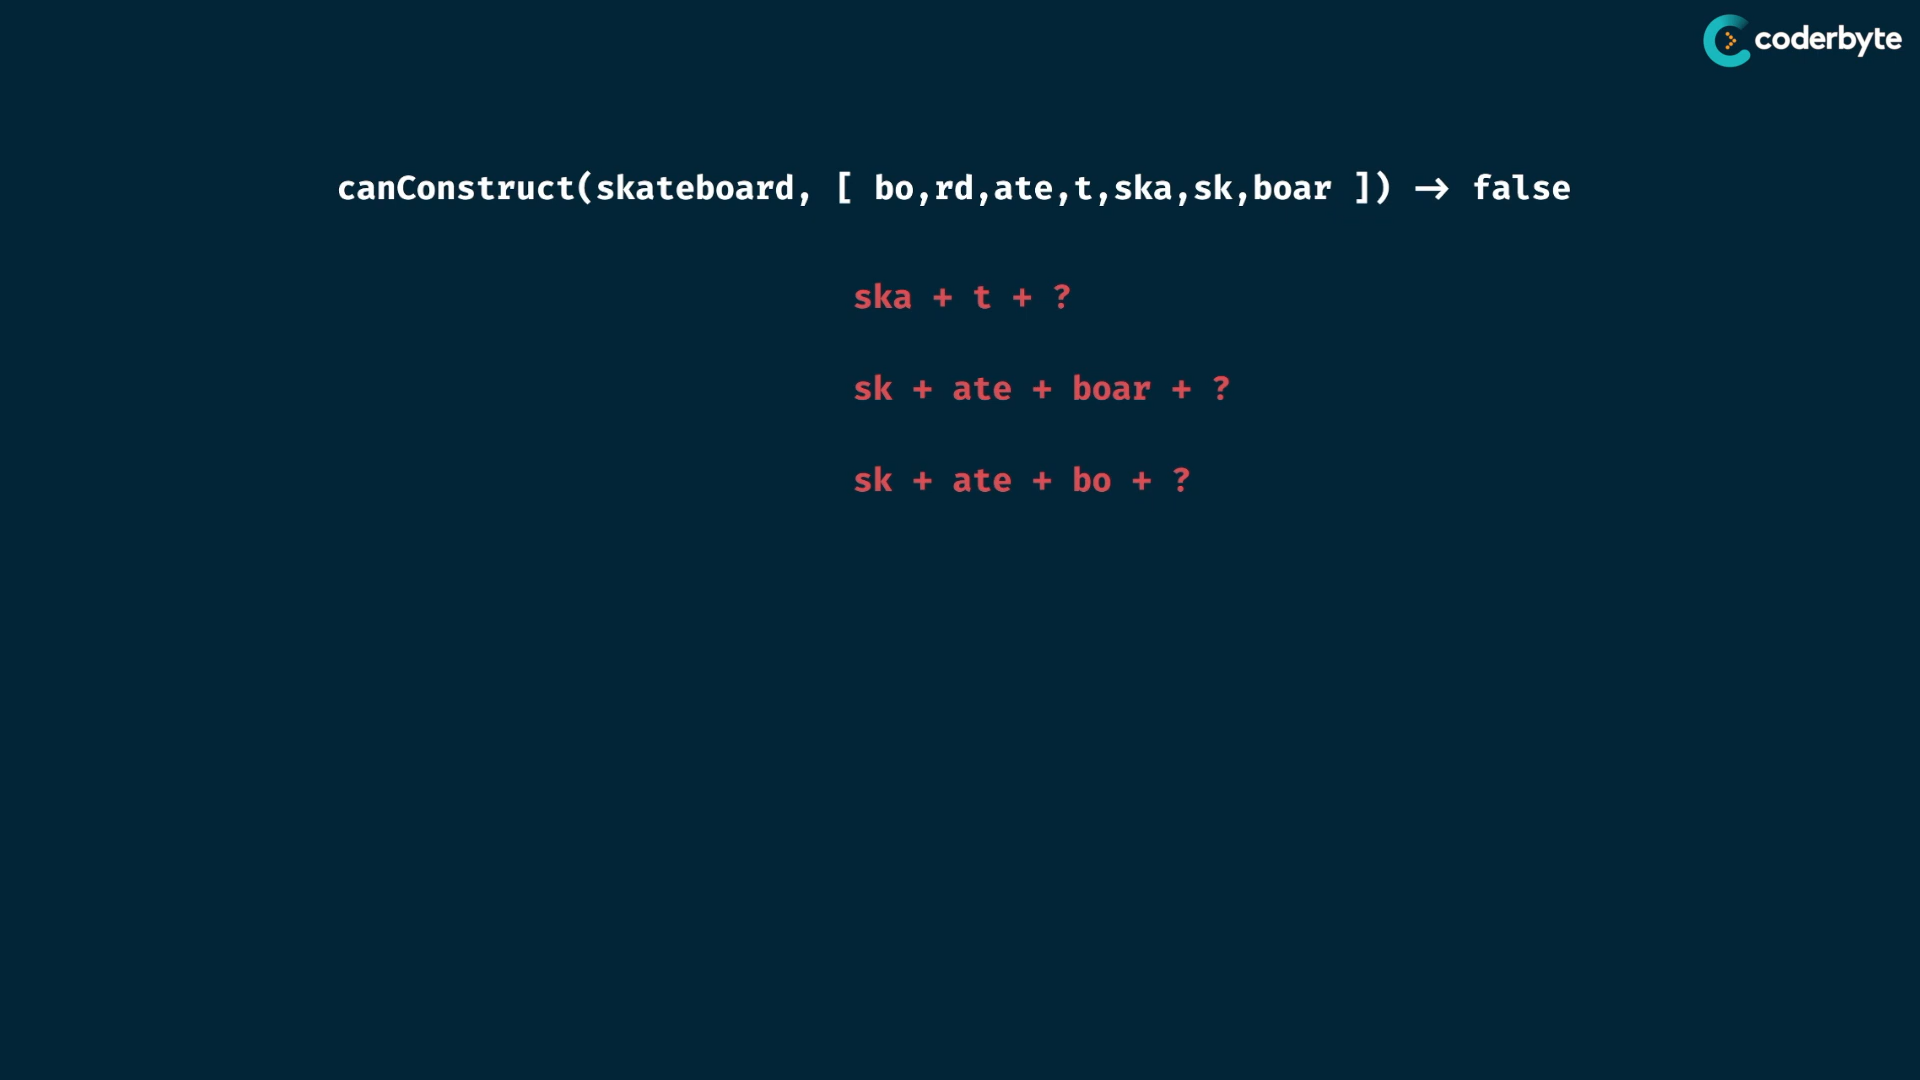 coderbyte
canConstruct(skateboard, [ bo,rd,ate,t,ska,sk,boar ]) → false
ska + t + ?
sk + ate + boar + ?
sk + ate + bo + ?